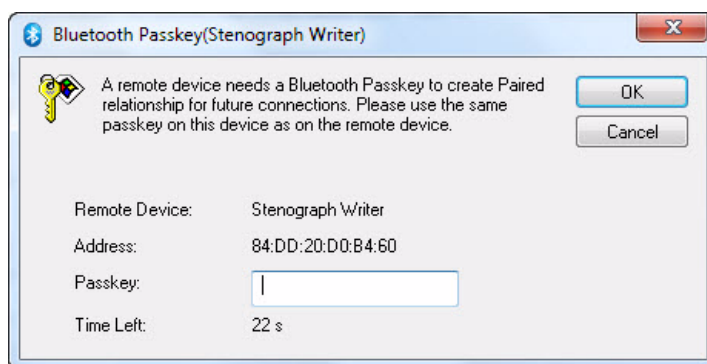 Bluetooth Passkey(Stenograph Writer)
A remote device needs a Bluetooth Passkey to create Paired
relationship for future connections. Please use the same
passkey on this device as on the remote device.
OK
Cancel
Remote Device: Stenograph Writer
Address: 84:DD:20:D0:B4:60
Passkey:
Time Left: 22 s